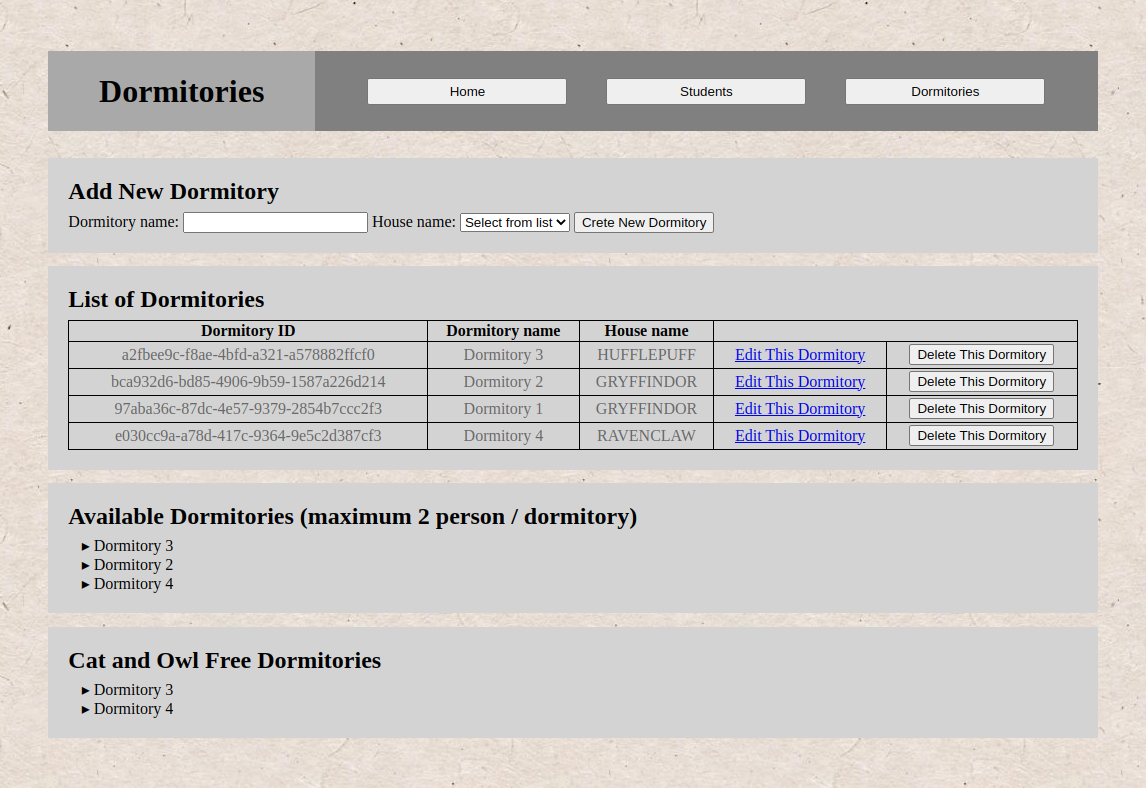 Dormitories Home Students Dormitories
Add New Dormitory
Dormitory name: House name: Select from list Crete New Dormitory
List of Dormitories
Dormitory ID Dormitory name House name
a2fbee9c-f8ae-4bfd-a321-a578882ffcf0 Dormitory 3 HUFFLEPUFF Edit This Dormitory Delete This Dormitory
bca932d6-bd85-4906-9b59-1587a226d214 Dormitory 2 GRYFFINDOR Edit This Dormitory Delete This Dormitory
97aba36c-87dc-4e57-9379-2854b7ccc2f3 Dormitory 1 GRYFFINDOR Edit This Dormitory Delete This Dormitory
e030cc9a-a78d-417c-9364-9e5c2d387cf3 Dormitory 4 RAVENCLAW Edit This Dormitory Delete This Dormitory
Available Dormitories (maximum 2 person / dormitory)
▸ Dormitory 3
▸ Dormitory 2
▸ Dormitory 4
Cat and Owl Free Dormitories
▸ Dormitory 3
▸ Dormitory 4